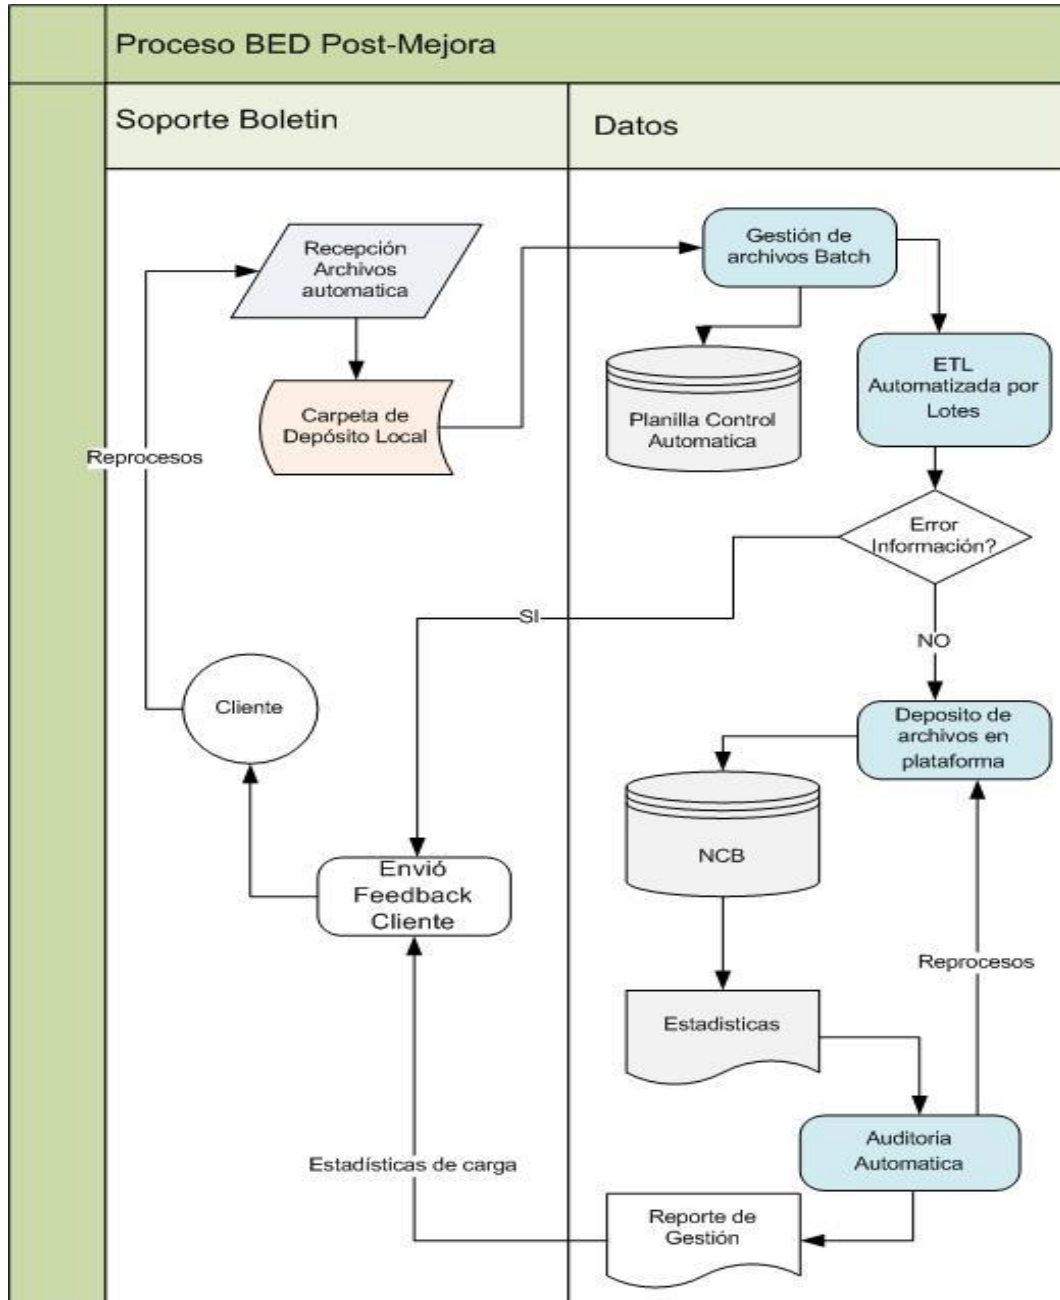 Proceso BED Post-Mejora
Soporte Boletin
Datos
Recepción
Archivos
automatica
Gestión de
archivos Batch
ETL
Automatizada por
Lotes
Carpeta de
Depósito Local
Planilla Control
Automatica
Reprocesos
Error
Información?
SI
NO
Cliente
Deposito de
archivos en
plataforma
NCB
Envió
Feedback
Cliente
Reprocesos
Estadisticas
Auditoria
Automatica
Estadísticas de carga
Reporte de
Gestión